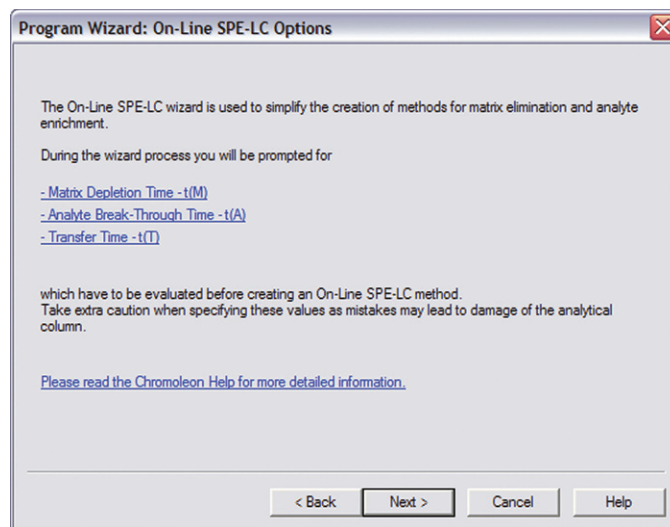 Program Wizard: On-Line SPE-LC Options
The On-Line SPE-LC wizard is used to simplify the creation of methods for matrix elimination and analyte
enrichment.
During the wizard process you will be prompted for
- Matrix Depletion Time - t(M)
- Analyte Break-Through Time - t(A)
- Transfer Time - t(T)
which have to be evaluated before creating an On-Line SPE-LC method.
Take extra caution when specifying these values as mistakes may lead to damage of the analytical
column.
Please read the Chromoleon Help for more detailed information.
< Back Next > Cancel Help